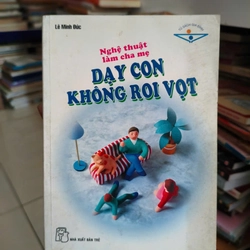 Lê Minh Đức
Nghệ thuật
làm cha mẹ
DẠY CON
KHÔNG ROI VỌT
NHÀ XUẤT BẢN TRẺ